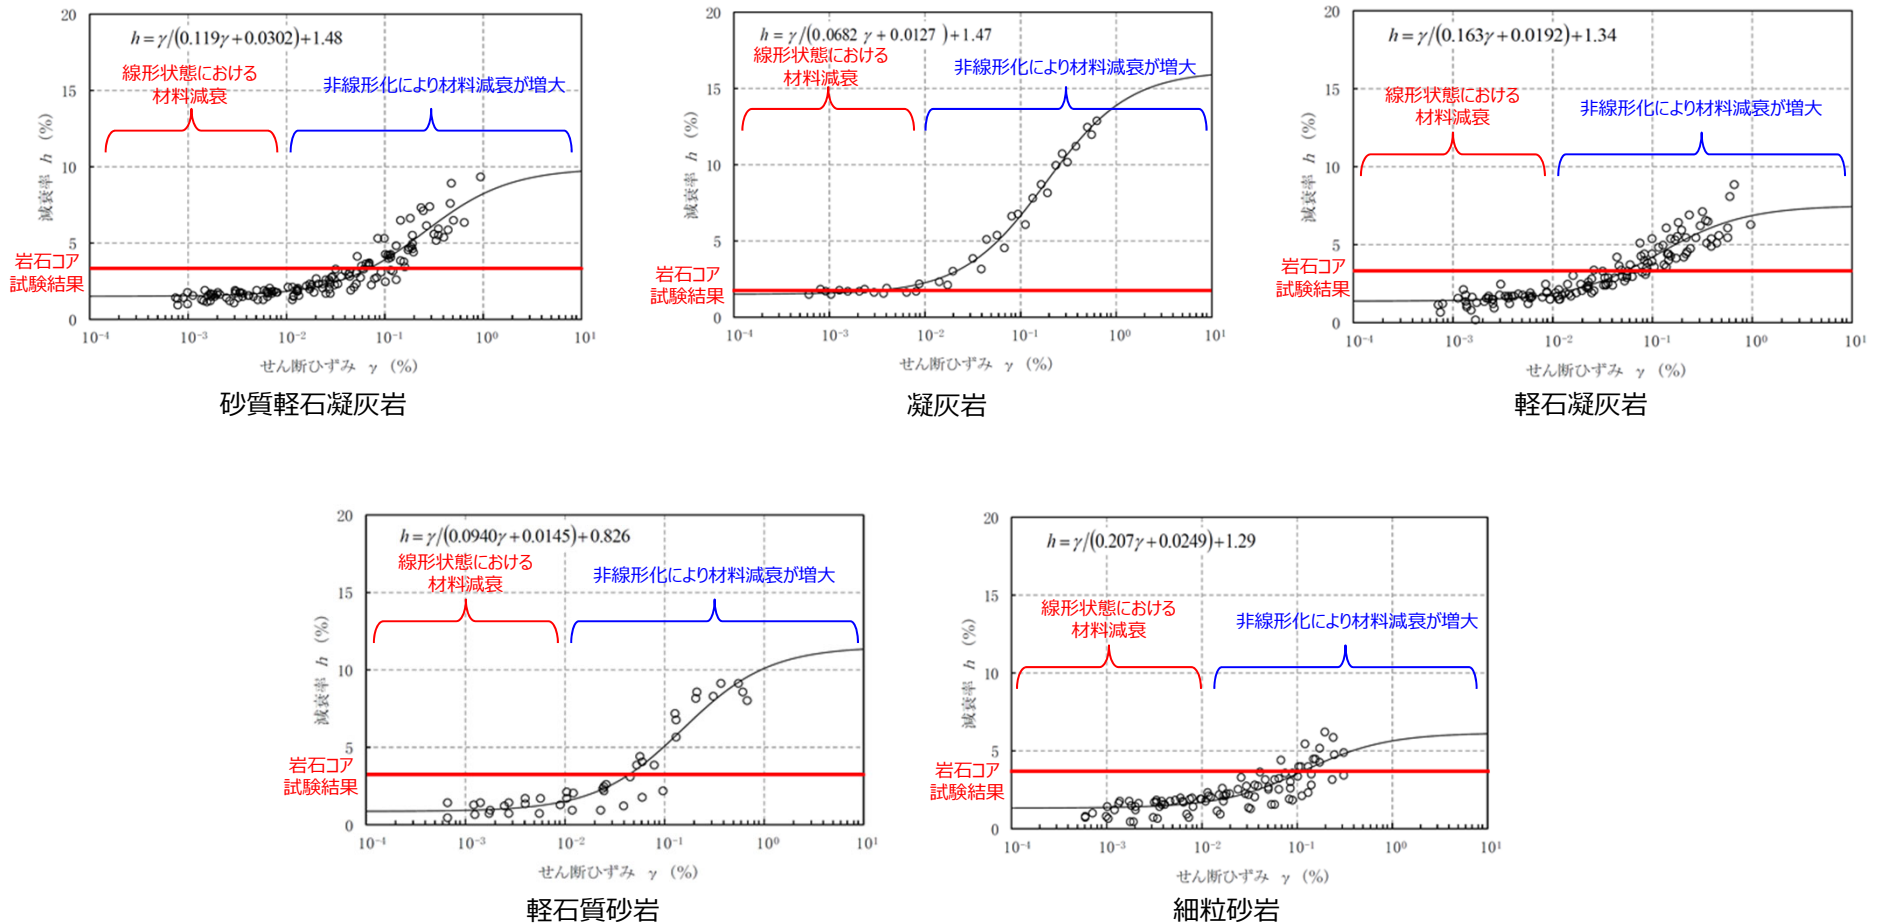 h = γ/(0.119γ + 0.0302) + 1.48
線形状態における
材料減衰
非線形化により材料減衰が増大
岩石コア
試験結果
減衰率 h (%)
20
15
10
5
0
10⁻⁴ 10⁻³ 10⁻² 10⁻¹ 10⁰ 10¹
せん断ひずみ γ (%)
砂質軽石凝灰岩
h = γ/(0.0682 γ + 0.0127 ) + 1.47
線形状態における
材料減衰
非線形化により材料減衰が増大
岩石コア
試験結果
減衰率 h (%)
20
15
10
5
0
10⁻⁴ 10⁻³ 10⁻² 10⁻¹ 10⁰ 10¹
せん断ひずみ γ (%)
凝灰岩
h = γ/(0.163γ + 0.0192) + 1.34
線形状態における
材料減衰
非線形化により材料減衰が増大
岩石コア
試験結果
減衰率 h (%)
20
15
10
5
0
10⁻⁴ 10⁻³ 10⁻² 10⁻¹ 10⁰ 10¹
せん断ひずみ γ (%)
軽石凝灰岩
h = γ/(0.0940γ + 0.0145) + 0.826
線形状態における
材料減衰
非線形化により材料減衰が増大
岩石コア
試験結果
減衰率 h (%)
20
15
10
5
0
10⁻⁴ 10⁻³ 10⁻² 10⁻¹ 10⁰ 10¹
せん断ひずみ γ (%)
軽石質砂岩
h = γ/(0.207γ + 0.0249) + 1.29
線形状態における
材料減衰
非線形化により材料減衰が増大
岩石コア
試験結果
減衰率 h (%)
20
15
10
5
0
10⁻⁴ 10⁻³ 10⁻² 10⁻¹ 10⁰ 10¹
せん断ひずみ γ (%)
細粒砂岩